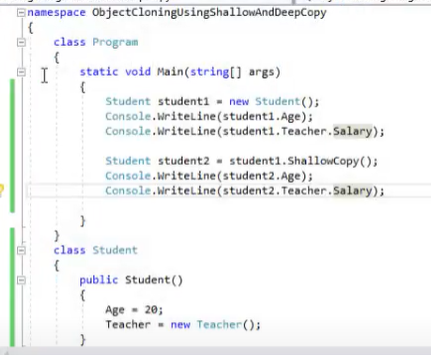 namespace ObjectCloningUsingShallowAndDeepCopy
{
class Program
{
static void Main(string[] args)
{
Student student1 = new Student();
Console.WriteLine(student1.Age);
Console.WriteLine(student1.Teacher.Salary);
Student student2 = student1.ShallowCopy();
Console.WriteLine(student2.Age);
Console.WriteLine(student2.Teacher.Salary);
}
}
class Student
{
public Student()
{
Age = 20;
Teacher = new Teacher();
}